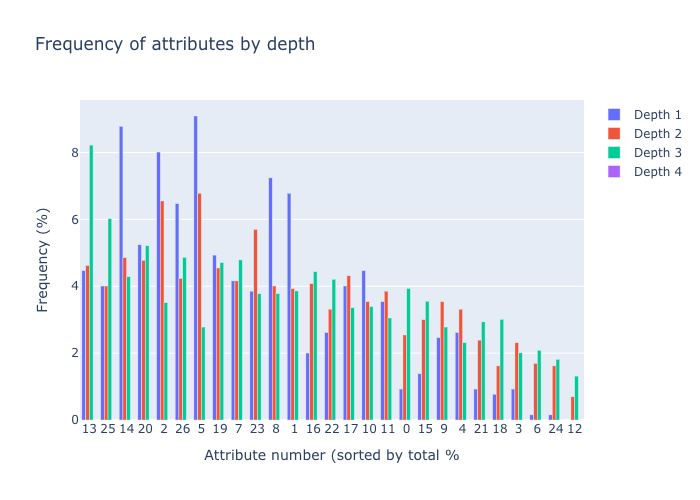 Frequency of attributes by depth
Depth 1
Depth 2
Depth 3
Depth 4
Frequency (%)
8
6
4
2
0
13 25 14 20 2 26 5 19 7 23 8 1 16 22 17 10 11 0 15 9 4 21 18 3 6 24 12
Attribute number (sorted by total %